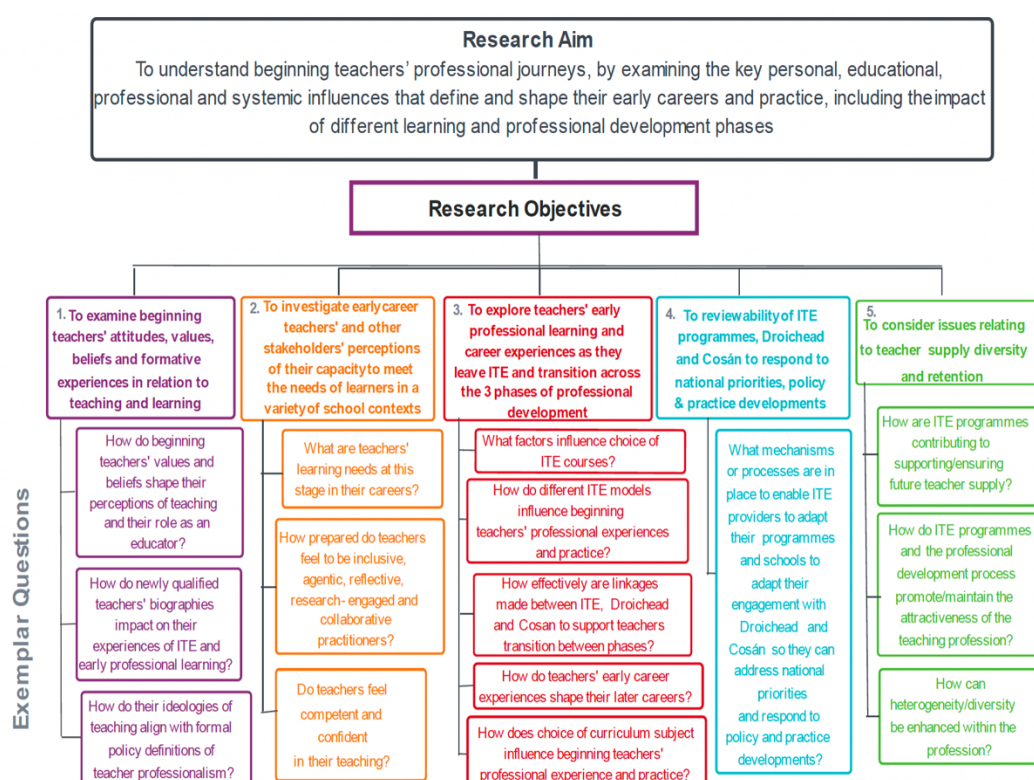 Research Aim
To understand beginning teachers' professional journeys, by examining the key personal, educational,
professional and systemic influences that define and shape their early careers and practice, including theimpact
of different learning and professional development phases
Research Objectives
1. To examine beginning
teachers' attitudes, values,
beliefs and formative
experiences in relation to
teaching and learning
How do beginning
teachers' values and
beliefs shape their
perceptions of teaching
and their role as an
educator?
How do newly qualified
teachers' biographies
impact on their
experiences of ITE and
early professional learning?
How do their ideologies of
teaching align with formal
policy definitions of
teacher professionalism?
2. To investigate earlycareer
teachers' and other
stakeholders' perceptions
of their capacityto meet
the needs of learners in a
varietyof school contexts
What are teachers'
learning needs at this
stage in their careers?
How prepared do teachers
feel to be inclusive,
agentic, reflective,
research- engaged and
collaborative
practitioners?
Do teachers feel
competent and
confident
in their teaching?
3. To explore teachers' early
professional learning and
career experiences as they
leave ITE and transition across
the 3 phases of professional
development
What factors influence choice of
ITE courses?
How do different ITE models
influence beginning
teachers' professional experiences
and practice?
How effectively are linkages
made between ITE, Droichead
and Cosan to support teachers
transition between phases?
How do teachers' early career
experiences shape their later careers?
How does choice of curriculum subject
influence beginning teachers'
professional experience and practice?
4. To reviewability of ITE
programmes, Droichead
and Cosán to respond to
national priorities, policy
& practice developments
What mechanisms
or processes are in
place to enable ITE
providers to adapt
their programmes
and schools to
adapt their
engagement with
Droichead and
Cosán so they can
address national
priorities
and respond to
policy and practice
developments?
5.
To consider issues relating
to teacher supply diversity
and retention
How are ITE programmes
contributing to
supporting/ensuring
future teacher supply?
How do ITE programmes
and the professional
development process
promote/maintain the
attractiveness of the
teaching profession?
How can
heterogeneity/diversity
be enhanced within the
profession?
Exemplar Questions